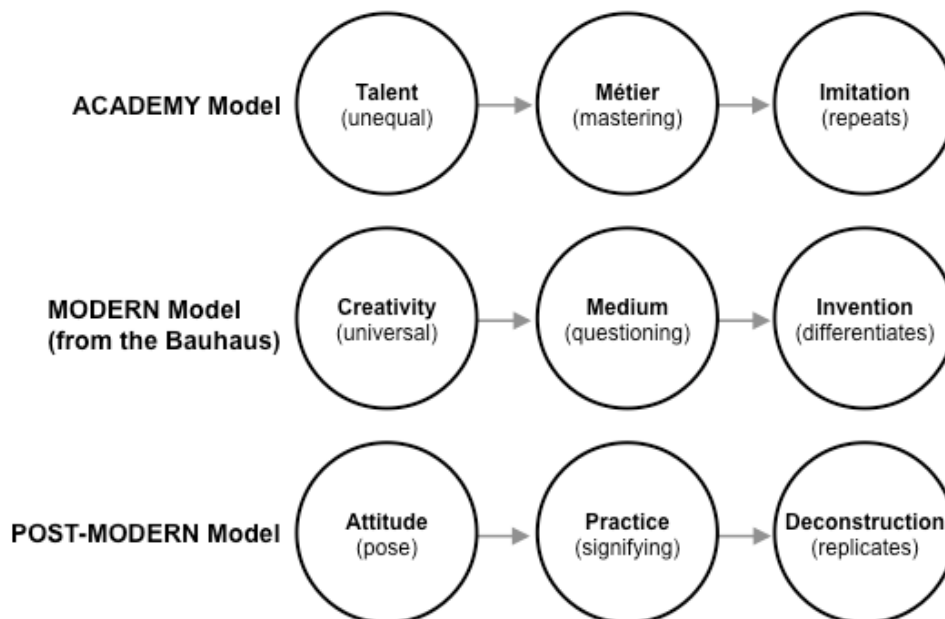 ACADEMY Model
Talent
(unequal)
Métier
(mastering)
Imitation
(repeats)
MODERN Model
(from the Bauhaus)
Creativity
(universal)
Medium
(questioning)
Invention
(differentiates)
POST-MODERN Model
Attitude
(pose)
Practice
(signifying)
Deconstruction
(replicates)